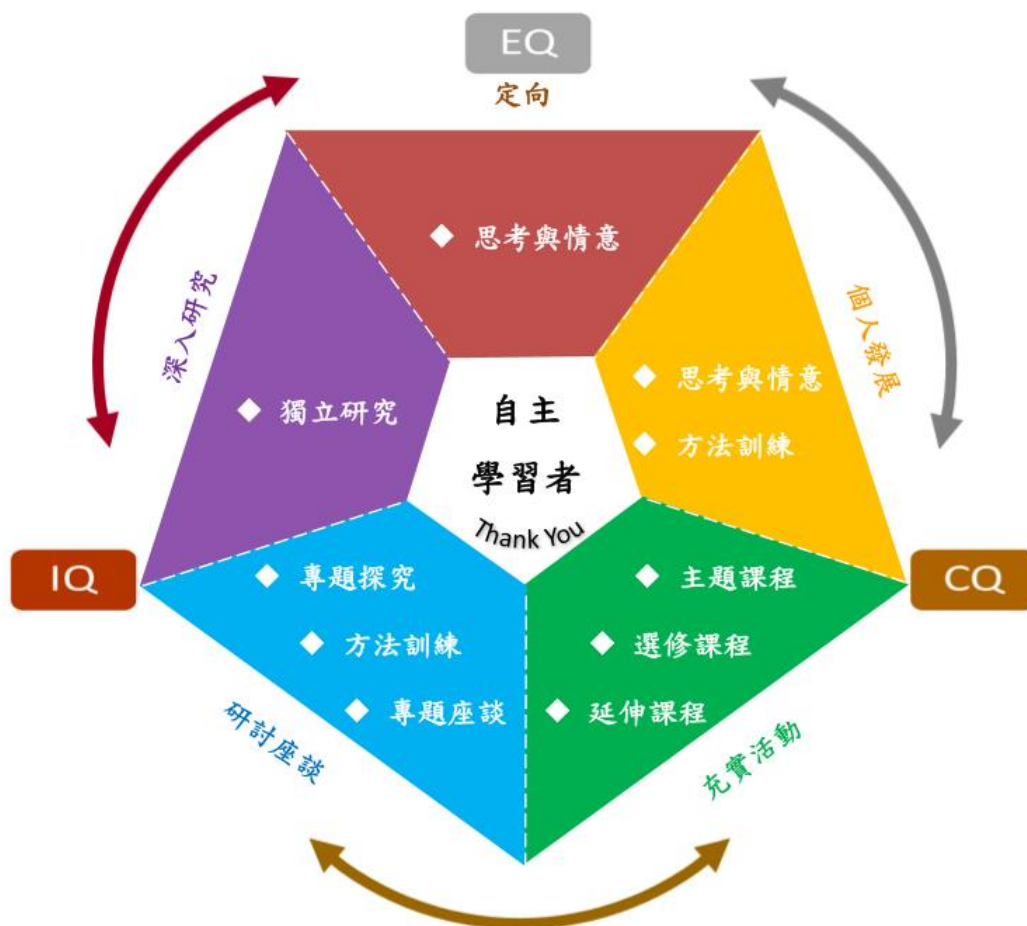 EQ
定向
◆ 思考與情意
深入研究
個人發展
◆ 思考與情意
◆ 獨立研究
◆ 方法訓練
自主
學習者
Thank You
IQ
CQ
◆ 專題探究
◆ 方法訓練
◆ 專題座談
◆ 主題課程
◆ 選修課程
◆ 延伸課程
研討座談
充實活動